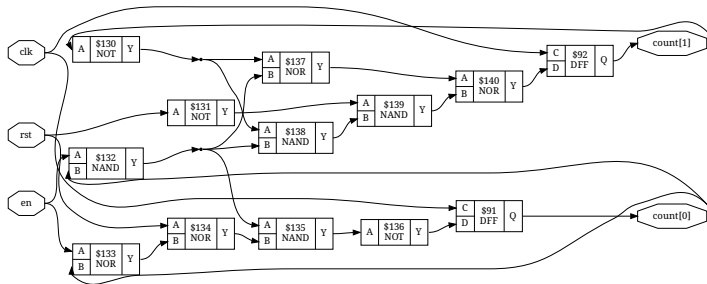 clk
rst
en
A $130 NOT Y
A $131 NOT Y
A B $132 NAND Y
A B $133 NOR Y
A B $134 NOR Y
A B $137 NOR Y
A B $138 NAND Y
A B $135 NAND Y
A B $139 NAND Y
A $136 NOT Y
A B $140 NOR Y
C D $91 DFF Q
C D $92 DFF Q
count[1]
count[0]